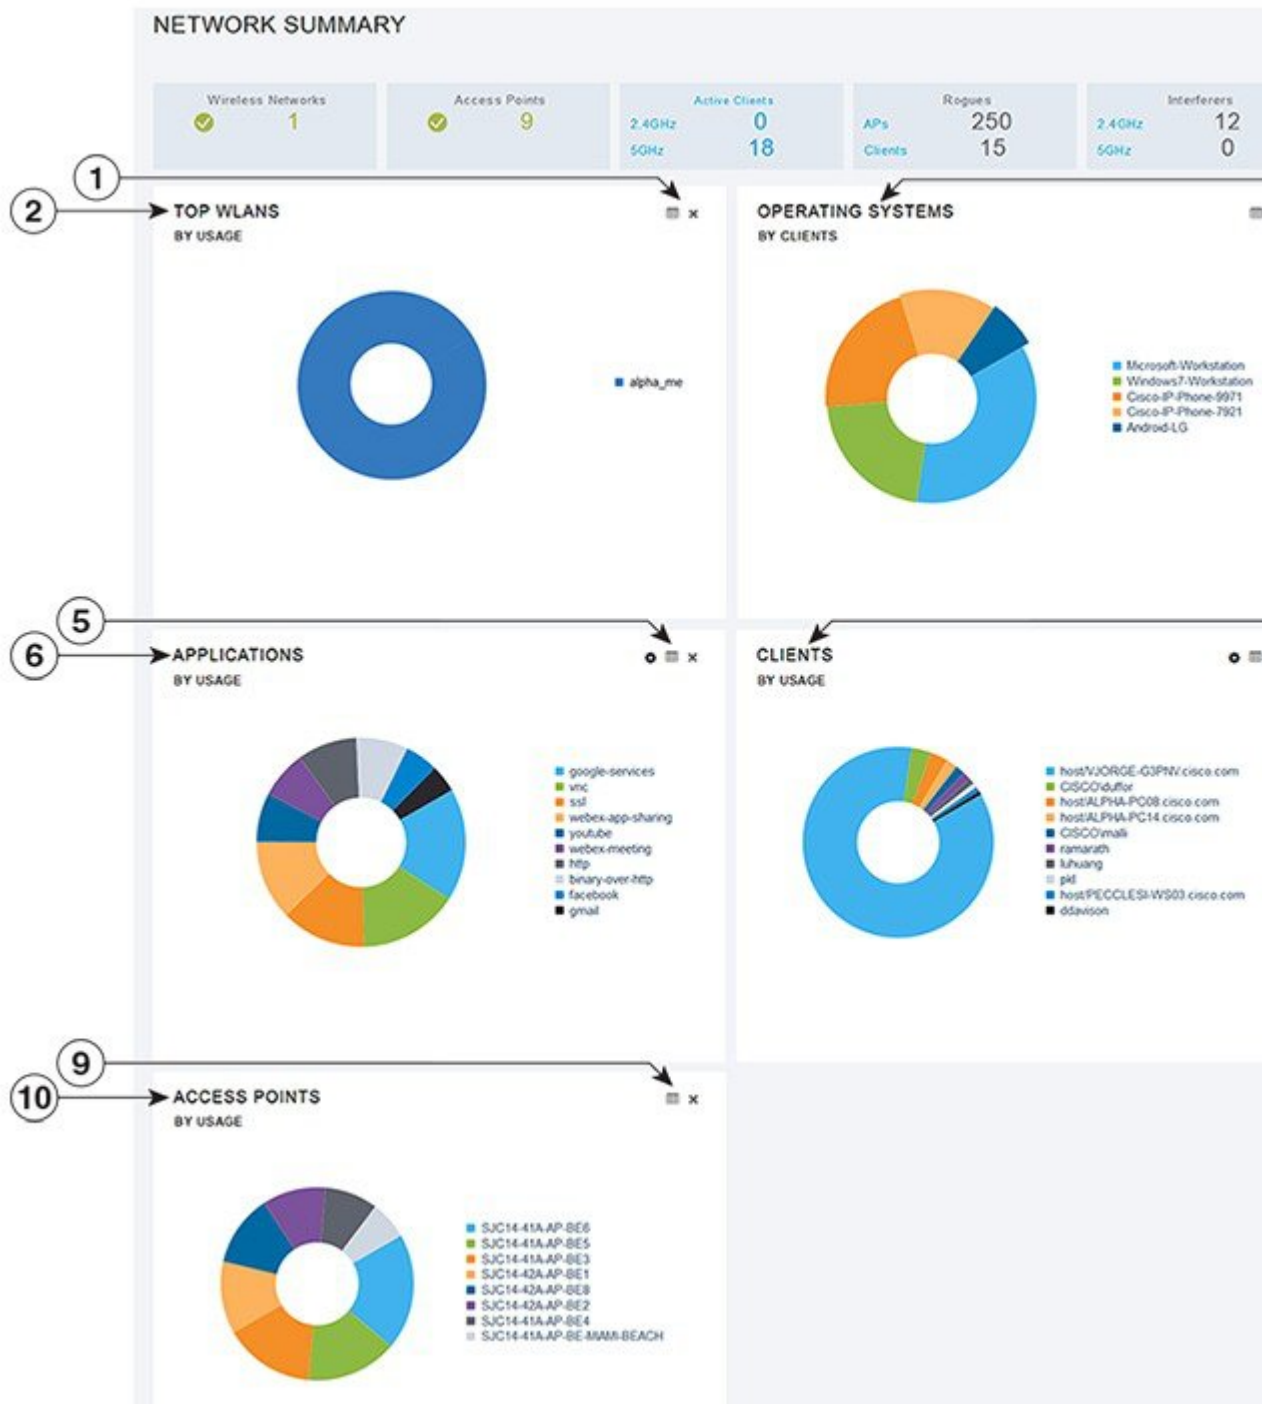 NETWORK SUMMARY
Wireless Networks
1
Access Points
9
Active Clients
2.4GHz 0
5GHz 18
Rogues
APs 250
Clients 15
Interferers
2.4GHz 12
5GHz 0
1
2
TOP WLANS
BY USAGE
alpha_me
OPERATING SYSTEMS
BY CLIENTS
Microsoft-Workstation
Windows7-Workstation
Cisco-IP-Phone-9971
Cisco-IP-Phone-7921
Android-LG
5
6
APPLICATIONS
BY USAGE
google-services
vnc
ssl
webex-app-sharing
youtube
webex-meeting
http
binary-over-http
facebook
gmail
CLIENTS
BY USAGE
host/VJORGE-G3PNV.cisco.com
CISCO\duffor
host/ALPHA-PC08.cisco.com
host/ALPHA-PC14.cisco.com
CISCO\malli
ramarath
luhuang
pkl
host/PECCLESI-WS03.cisco.com
ddavison
9
10
ACCESS POINTS
BY USAGE
SJC14-41A-AP-BE6
SJC14-41A-AP-BE5
SJC14-41A-AP-BE3
SJC14-42A-AP-BE1
SJC14-42A-AP-BE8
SJC14-42A-AP-BE2
SJC14-41A-AP-BE4
SJC14-41A-AP-BE-MIAMI-BEACH